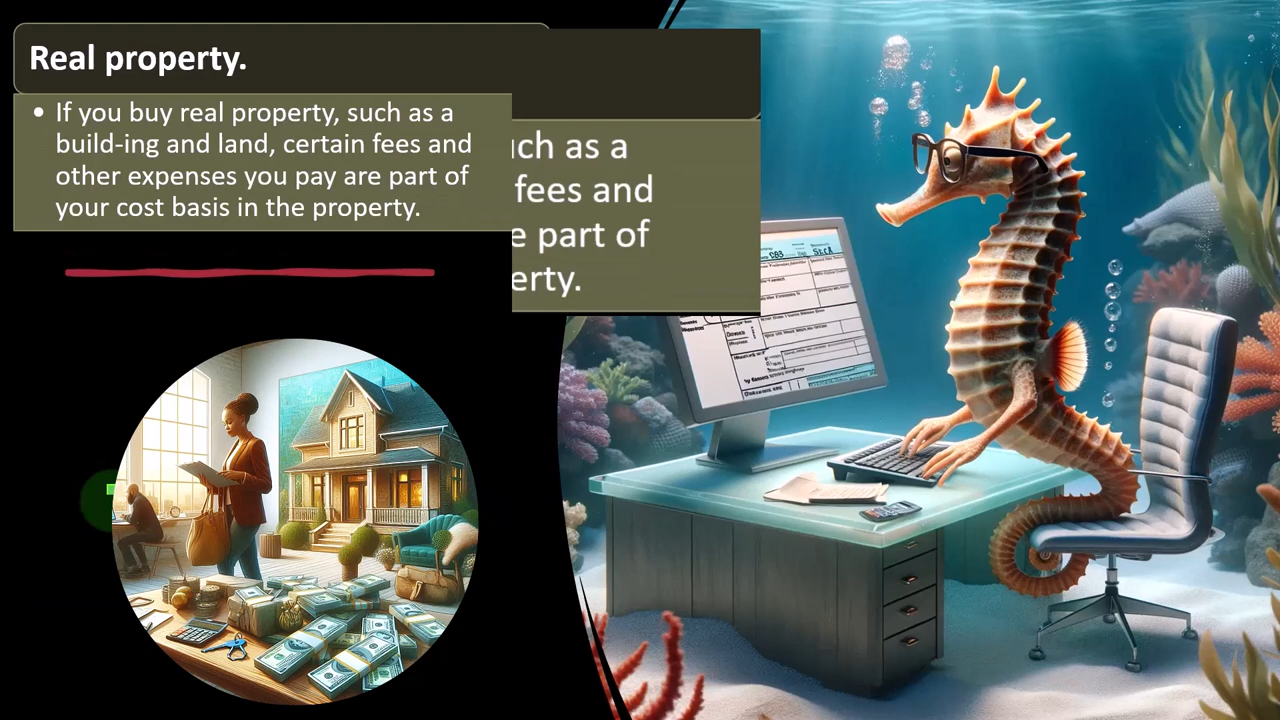 Real property.
• If you buy real property, such as a
build-ing and land, certain fees and
other expenses you pay are part of
your cost basis in the property.
uch as a
fees and
e part of
erty.